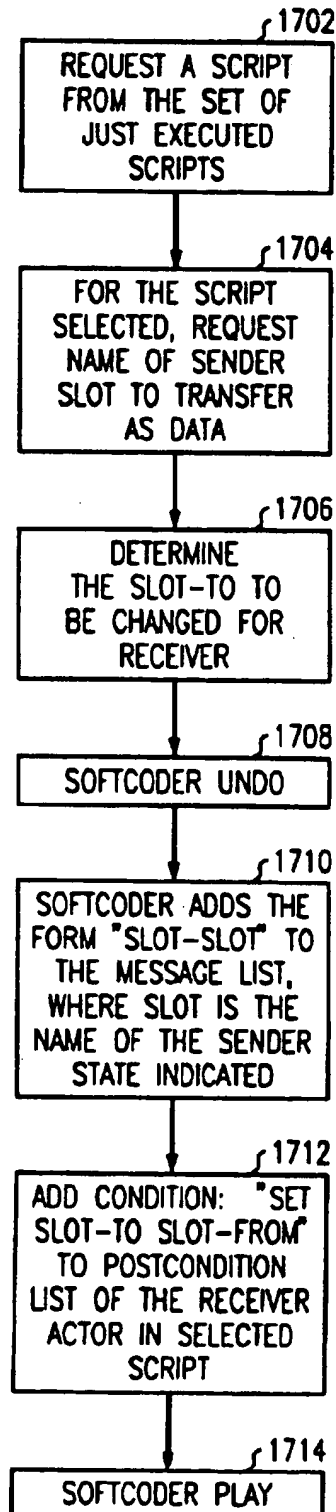 1702
REQUEST A SCRIPT
FROM THE SET OF
JUST EXECUTED
SCRIPTS
1704
FOR THE SCRIPT
SELECTED, REQUEST
NAME OF SENDER
SLOT TO TRANSFER
AS DATA
1706
DETERMINE
THE SLOT-TO TO
BE CHANGED FOR
RECEIVER
1708
SOFTCODER UNDO
1710
SOFTCODER ADDS THE
FORM "SLOT-SLOT" TO
THE MESSAGE LIST,
WHERE SLOT IS THE
NAME OF THE SENDER
STATE INDICATED
1712
ADD CONDITION: "SET
SLOT-TO SLOT-FROM"
TO POSTCONDITION
LIST OF THE RECEIVER
ACTOR IN SELECTED
SCRIPT
1714
SOFTCODER PLAY